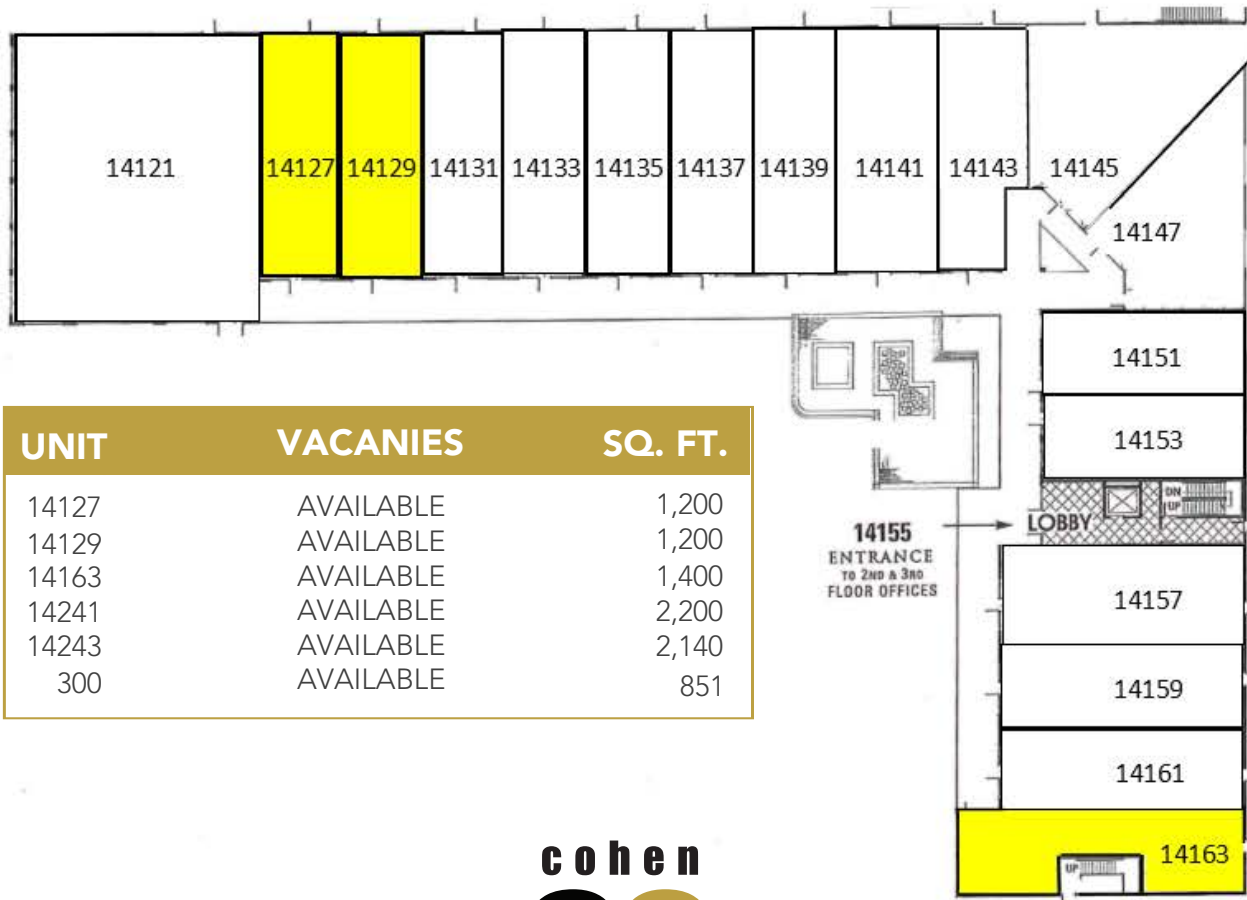 14121
14127
14129
14131
14133
14135
14137
14139
14141
14143
14145
14147
14151
14153
DN
UP
LOBBY
14155
ENTRANCE
TO 2ND & 3RD
FLOOR OFFICES
14157
14159
14161
14163
UP
UNIT VACANIES SQ. FT.
14127 AVAILABLE 1,200
14129 AVAILABLE 1,200
14163 AVAILABLE 1,400
14241 AVAILABLE 2,200
14243 AVAILABLE 2,140
300 AVAILABLE 851
cohen